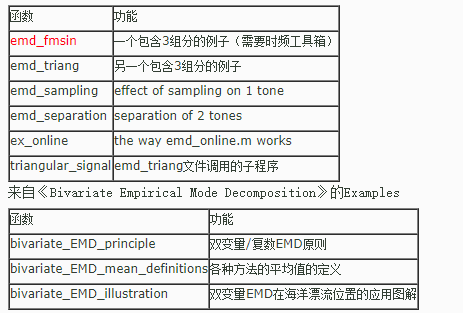 函数 功能
emd_fmsin 一个包含3组分的例子（需要时频工具箱）
emd_triang 另一个包含3组分的例子
emd_sampling effect of sampling on 1 tone
emd_separation separation of 2 tones
ex_online the way emd_online.m works
triangular_signal emd_triang文件调用的子程序
来自《Bivariate Empirical Mode Decomposition》的Examples
函数 功能
bivariate_EMD_principle 双变量/复数EMD原则
bivariate_EMD_mean_definitions 各种方法的平均值的定义
bivariate_EMD_illustration 双变量EMD在海洋漂流位置的应用图解